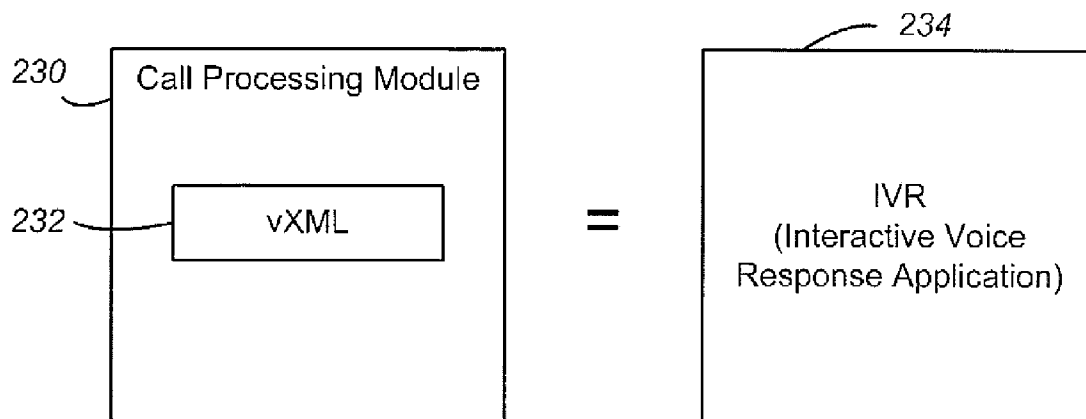 234
230
Call Processing Module
232
vXML
=
IVR
(Interactive Voice
Response Application)